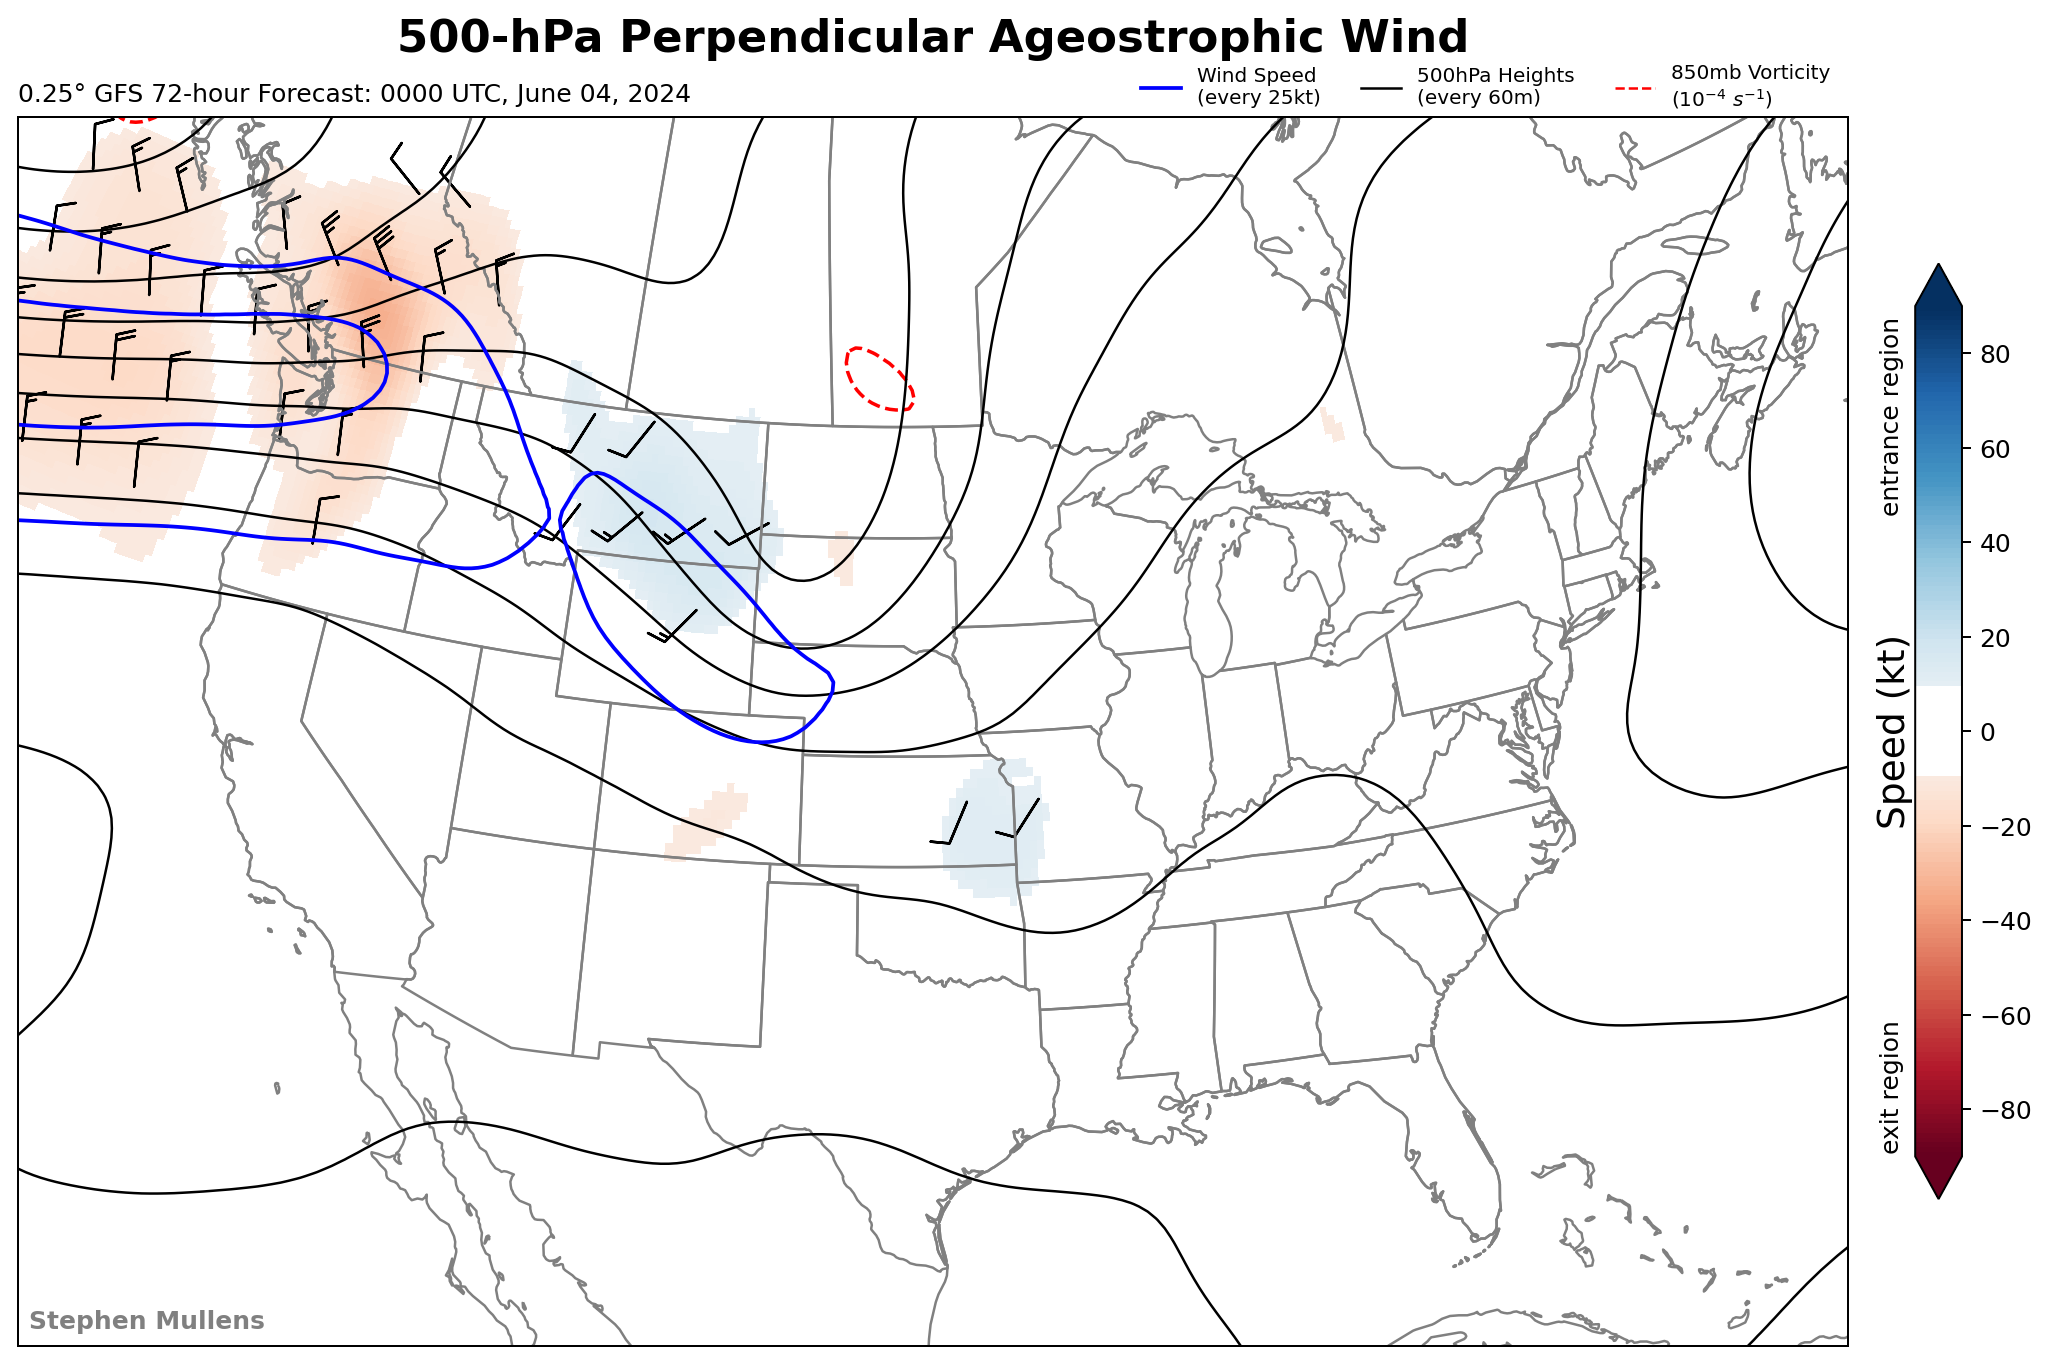 500-hPa Perpendicular Ageostrophic Wind
0.25° GFS 72-hour Forecast: 0000 UTC, June 04, 2024
Wind Speed
(every 25kt)
500hPa Heights
(every 60m)
850mb Vorticity
(10⁻⁴ s⁻¹)
entrance region
Speed (kt)
exit region
80
60
40
20
0
−20
−40
−60
−80
Stephen Mullens